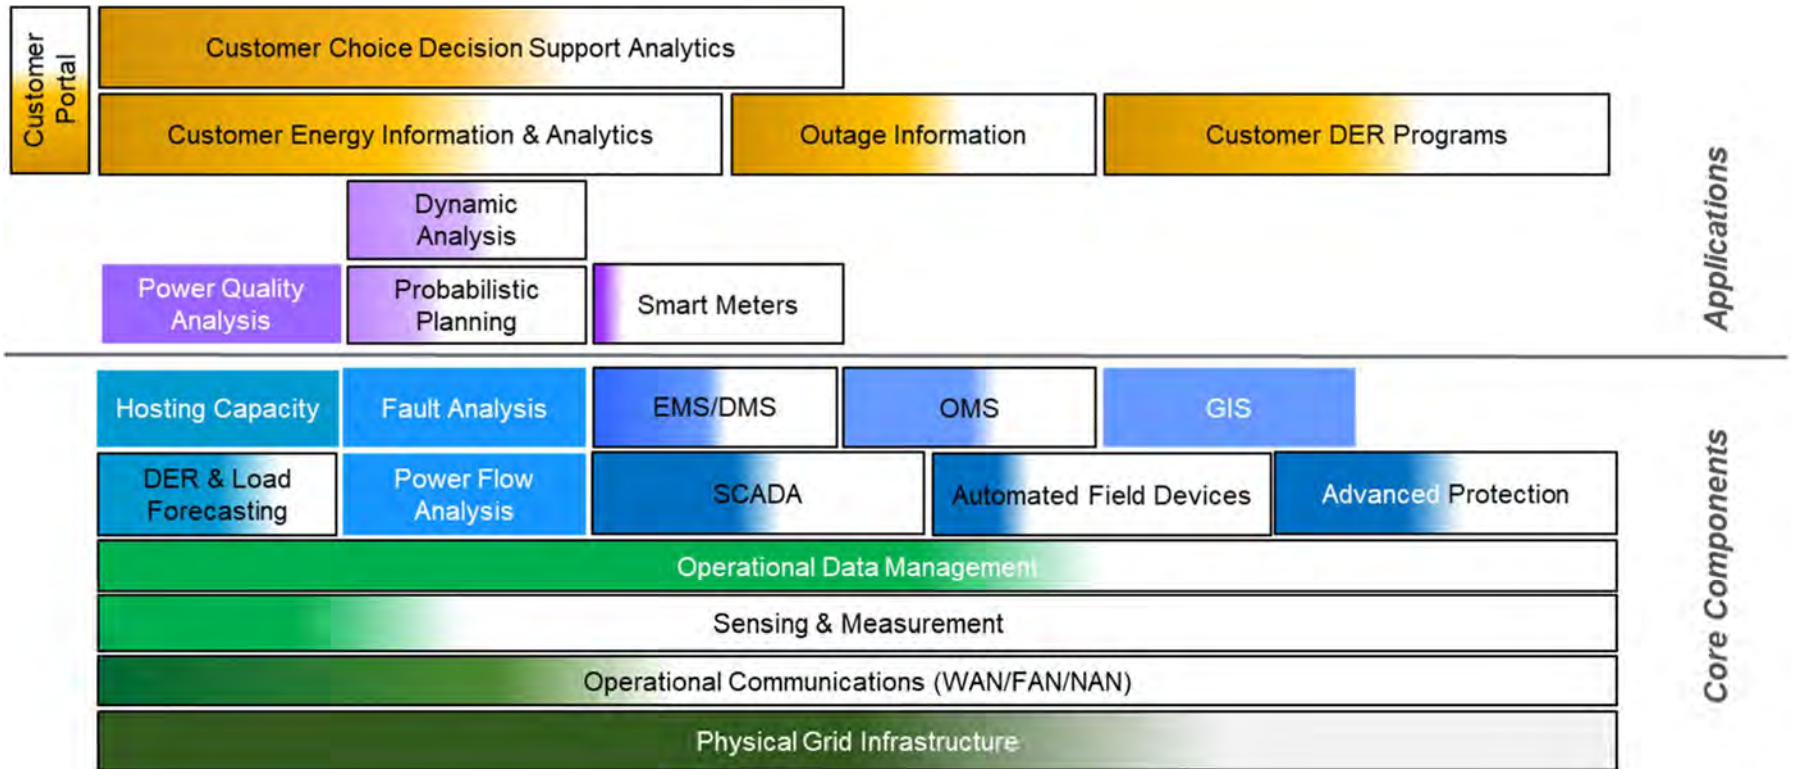 Customer
Portal
Customer Choice Decision Support Analytics
Customer Energy Information & Analytics
Outage Information
Customer DER Programs
Dynamic
Analysis
Power Quality
Analysis
Probabilistic
Planning
Smart Meters
Applications
Hosting Capacity
Fault Analysis
EMS/DMS
OMS
GIS
DER & Load
Forecasting
Power Flow
Analysis
SCADA
Automated Field Devices
Advanced Protection
Operational Data Management
Sensing & Measurement
Operational Communications (WAN/FAN/NAN)
Physical Grid Infrastructure
Core Components